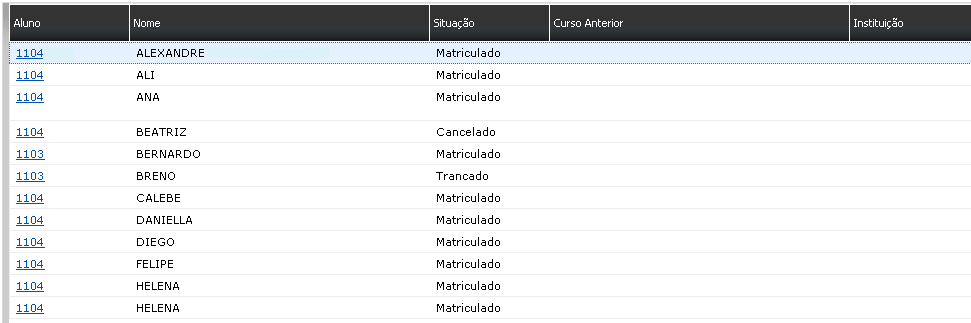 Aluno Nome Situação Curso Anterior Instituição
1104 ALEXANDRE Matriculado
1104 ALI Matriculado
1104 ANA Matriculado
1104 BEATRIZ Cancelado
1103 BERNARDO Matriculado
1103 BRENO Trancado
1104 CALEBE Matriculado
1104 DANIELLA Matriculado
1104 DIEGO Matriculado
1104 FELIPE Matriculado
1104 HELENA Matriculado
1104 HELENA Matriculado